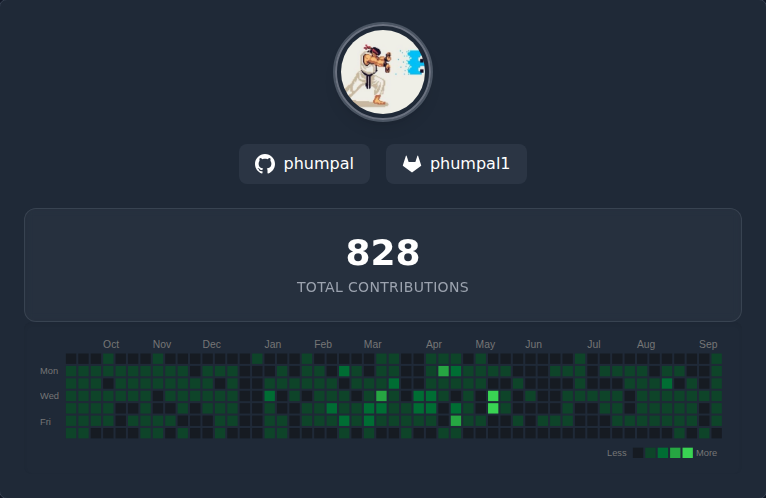 phumpal phumpal1
828
TOTAL CONTRIBUTIONS
Oct Nov Dec Jan Feb Mar Apr May Jun Jul Aug Sep
Mon
Wed
Fri
Less More